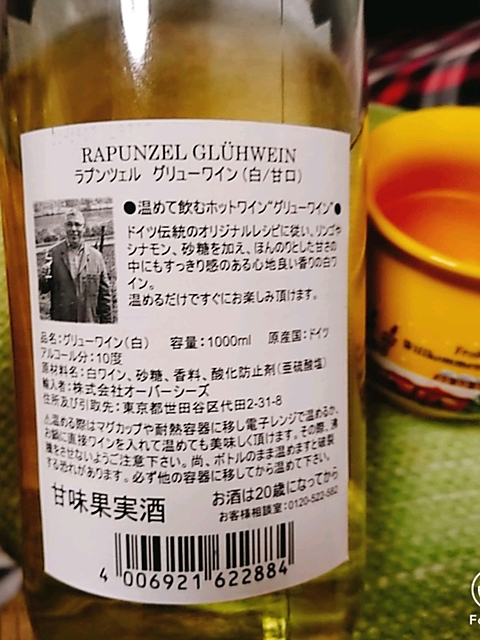 RAPUNZEL GLÜHWEIN
ラプンツェル グリューワイン(白/甘口)
●温めて飲むホットワイン"グリューワイン"●
ドイツ伝統のオリジナルレシピに従い、リンゴや
シナモン、砂糖を加え、ほんのりとした甘さの
中にもすっきり感のある心地良い香りの白ワ
イン。
温めるだけですぐにお楽しみ頂けます。
品名:グリューワイン(白) 容量:1000ml 原産国:ドイツ
アルコール分:10度
原材料名:白ワイン、砂糖、香料、酸化防止剤(亜硫酸塩)
輸入者:株式会社オーバーシーズ
住所及び引取先:東京都世田谷区代田2-31-8
⚠温める際はマグカップや耐熱容器に移し電子レンジで温めるか、
お鍋に直接ワインを入れて温めても美味しく頂けます。その際、沸
騰をさせないようご注意下さい。尚、ボトルのまま温めますと破裂
する恐れがあります。必ず他の容器に移してから温めて下さい。
甘味果実酒
お酒は20歳になってから
お客様相談室:0120-522-582
4 006921 622884
Willkommen